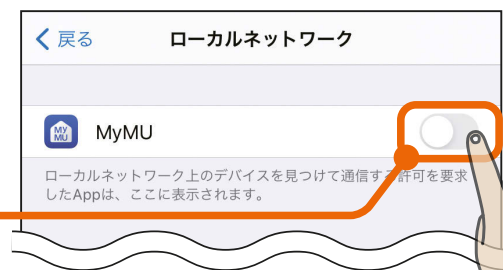 戻る
ローカルネットワーク
MY
MU
MyMU
ローカルネットワーク上のデバイスを見つけて通信する許可を要求
したAppは、ここに表示されます。